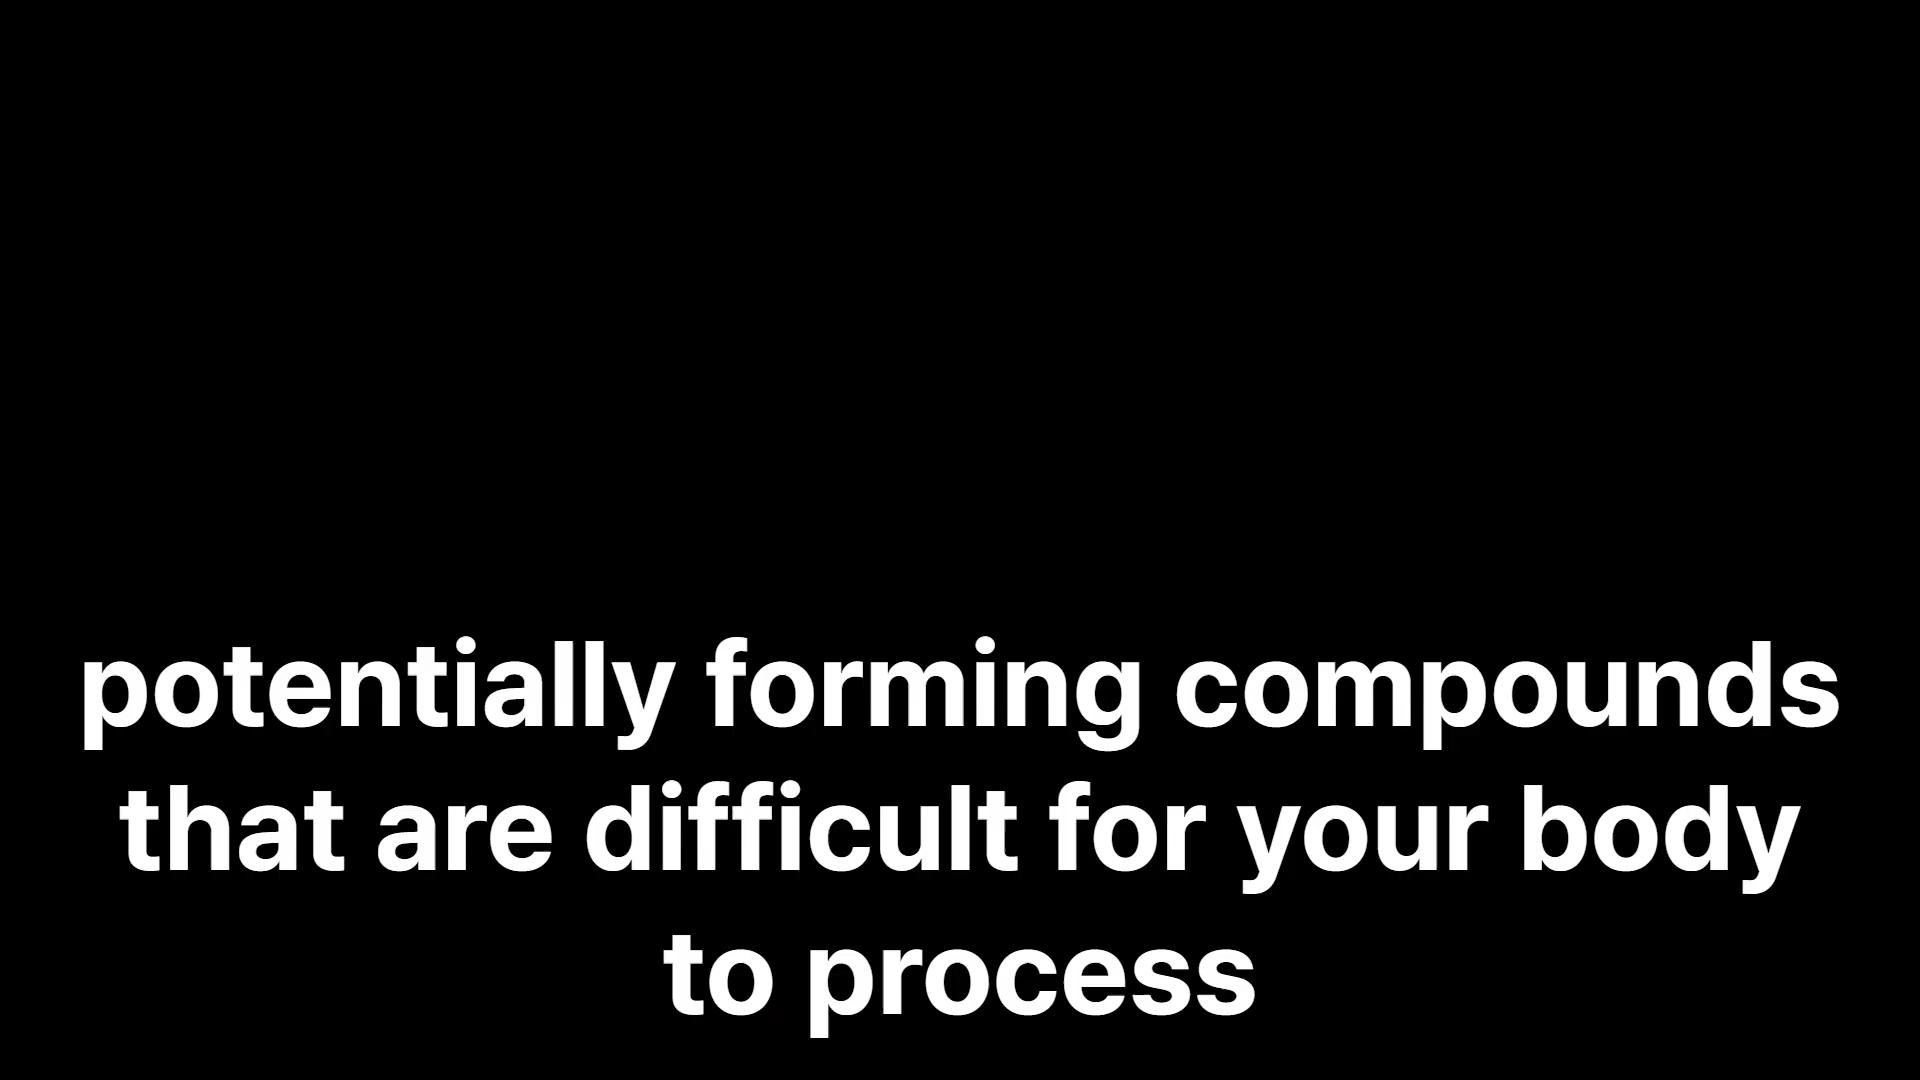 potentially forming compounds
that are difficult for your body
to process